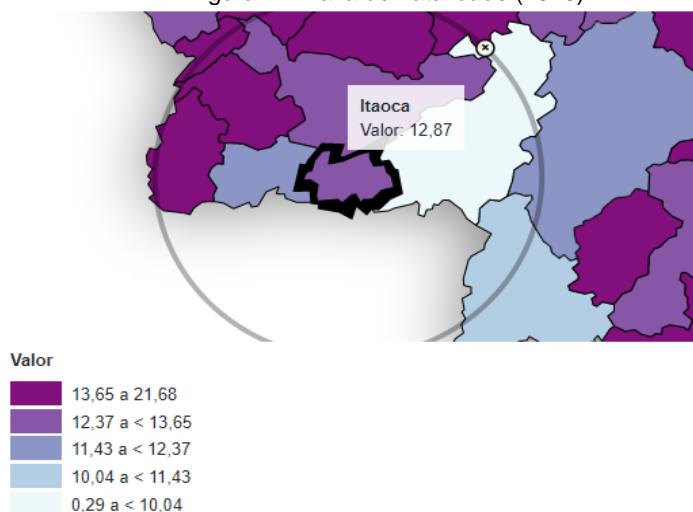 Itaoca
Valor: 12,87
Valor
13,65 a 21,68
12,37 a < 13,65
11,43 a < 12,37
10,04 a < 11,43
0,29 a < 10,04